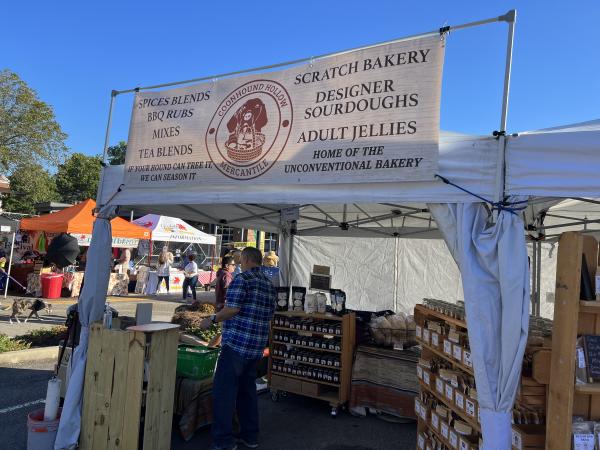 SPICES BLENDS
BBQ RUBS
MIXES
TEA BLENDS
IF YOUR HOUND CAN TREE IT,
WE CAN SEASON IT
COONHOUND HOLLOW
MERCANTILE
SCRATCH BAKERY
DESIGNER
SOURDOUGHS
ADULT JELLIES
HOME OF THE
UNCONVENTIONAL BAKERY
INFORMATION